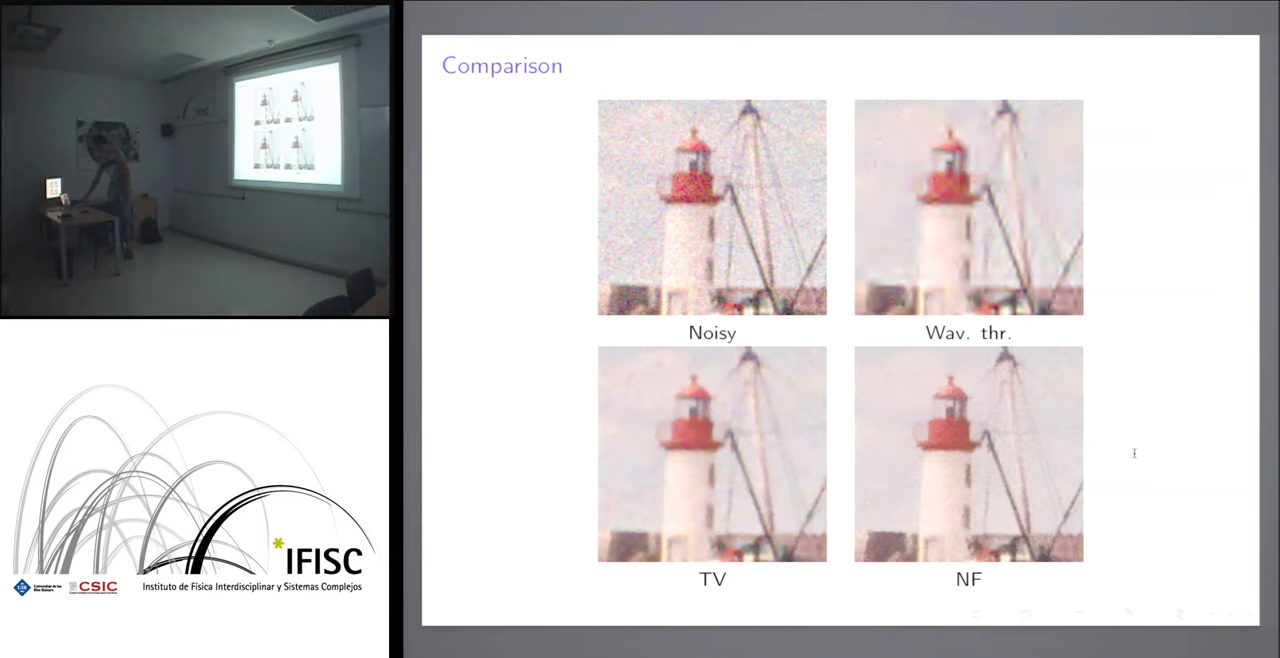 Comparison
Noisy
Wav. thr.
TV
NF
IFISC
CSIC
Instituto de Física Interdisciplinar y Sistemas Complejos